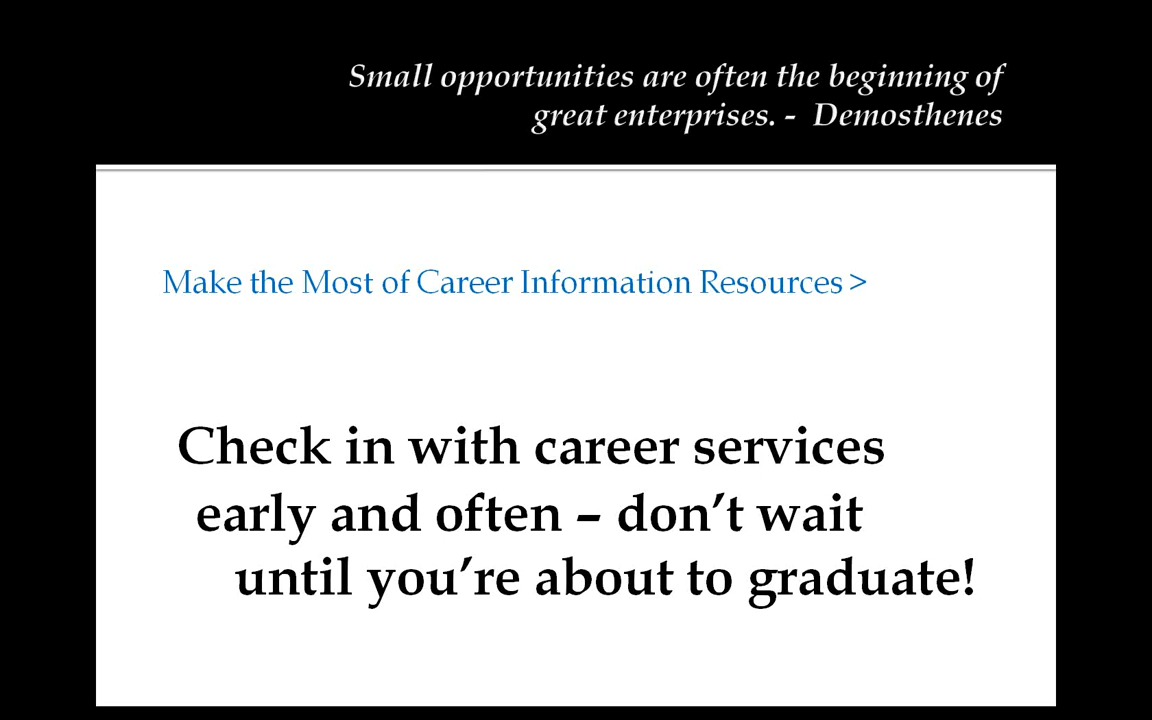 Small opportunities are often the beginning of
great enterprises. - Demosthenes
Make the Most of Career Information Resources >
Check in with career services
early and often – don’t wait
until you’re about to graduate!